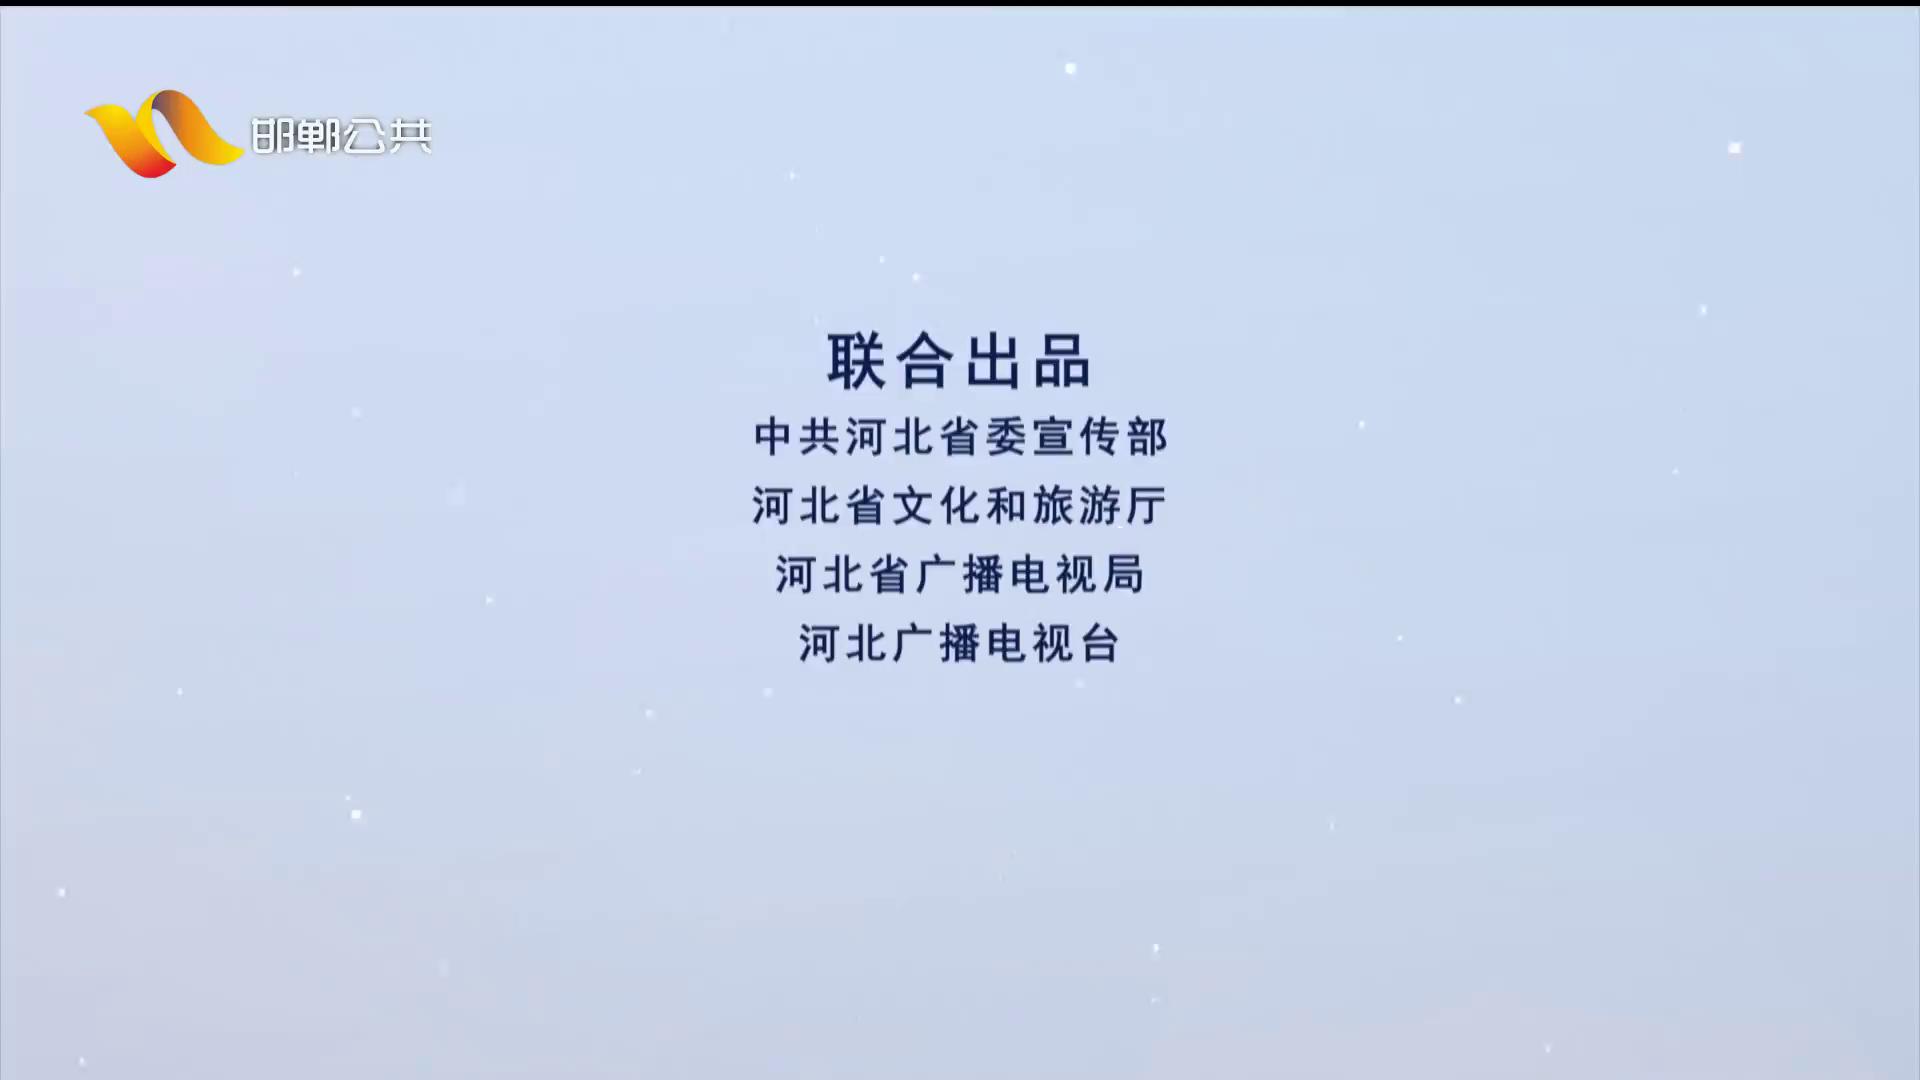 邯郸公共
联合出品
中共河北省委宣传部
河北省文化和旅游厅
河北省广播电视局
河北广播电视台